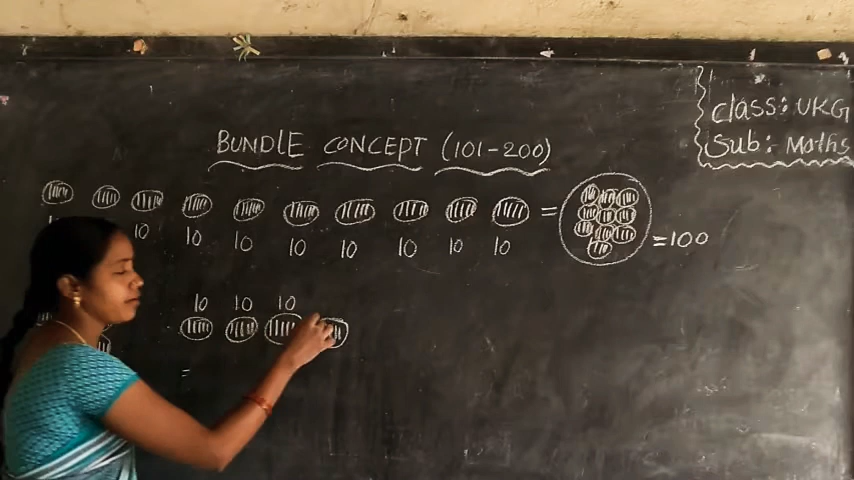 class: UKG
Sub:- Maths
BUNDLE CONCEPT (101-200)
=
10 10 10 10 10 10 10 10 =100
10 10 10
=